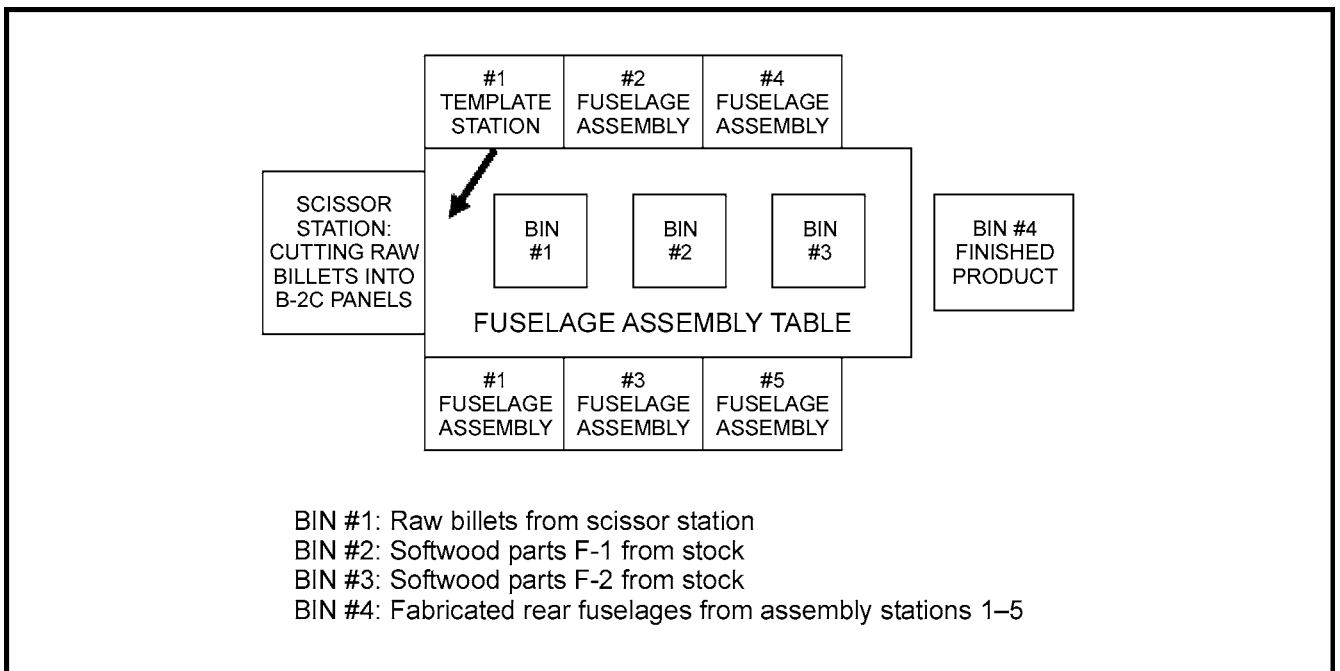 #1
TEMPLATE
STATION
#2
FUSELAGE
ASSEMBLY
#4
FUSELAGE
ASSEMBLY
SCISSOR
STATION:
CUTTING RAW
BILLETS INTO
B-2C PANELS
BIN
#1
BIN
#2
BIN
#3
BIN #4
FINISHED
PRODUCT
FUSELAGE ASSEMBLY TABLE
#1
FUSELAGE
ASSEMBLY
#3
FUSELAGE
ASSEMBLY
#5
FUSELAGE
ASSEMBLY
BIN #1: Raw billets from scissor station
BIN #2: Softwood parts F-1 from stock
BIN #3: Softwood parts F-2 from stock
BIN #4: Fabricated rear fuselages from assembly stations 1–5